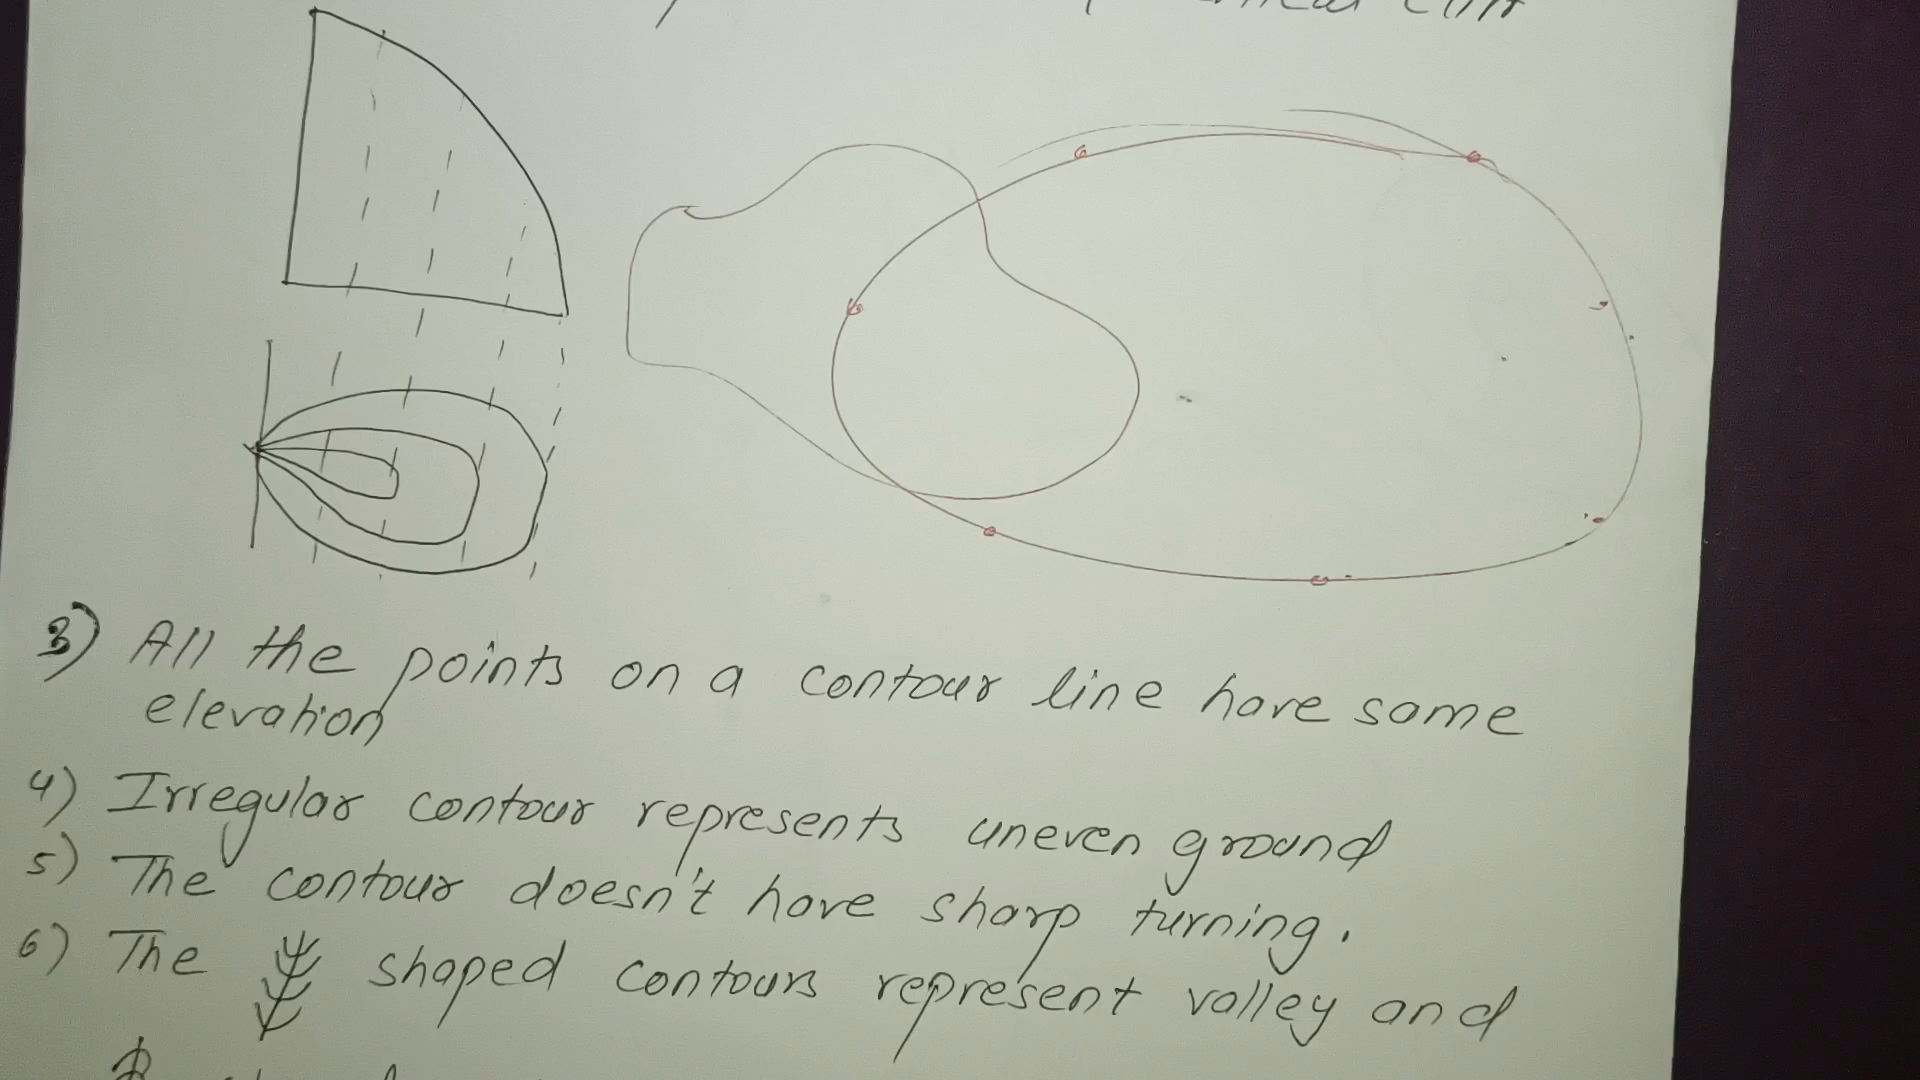 3) All the points on a contour line have same
elevation
4) Irregular contour represents uneven ground
5) The contour doesn't have sharp turning.
6) The shaped contours represent valley and